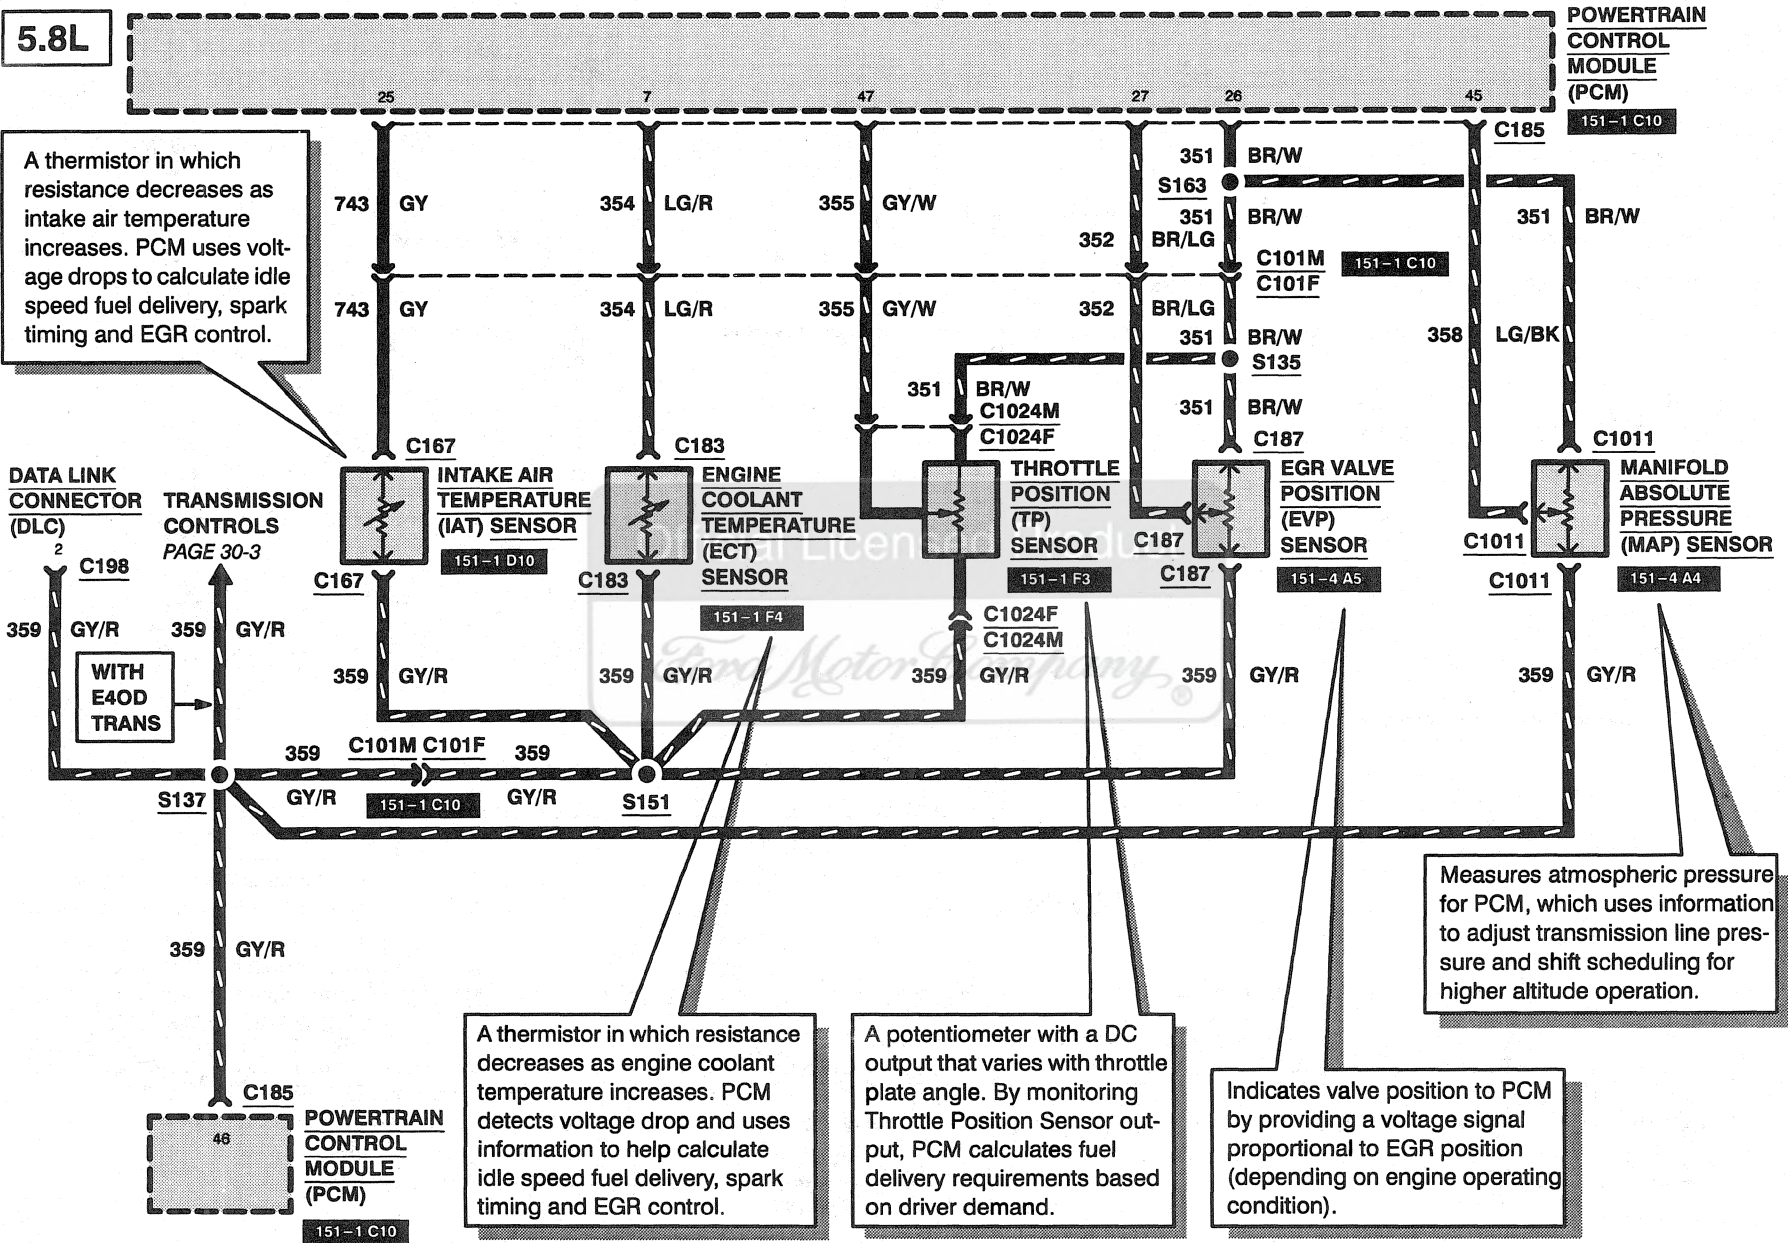 5.8L
POWERTRAIN
CONTROL
MODULE
(PCM)
151-1 C10
25
7
47
27
26
45
C185
A thermistor in which
resistance decreases as
intake air temperature
increases. PCM uses volt-
age drops to calculate idle
speed fuel delivery, spark
timing and EGR control.
743 GY
354 LG/R
355 GY/W
352 BR/LG
351 BR/W
S163
351 BR/W
351 BR/W
C101M
C101F
151-1 C10
743 GY
354 LG/R
355 GY/W
352 BR/LG
351 BR/W
S135
358 LG/BK
351 BR/W
C1024M
C1024F
351 BR/W
C167
C183
C187
C1011
DATA LINK
CONNECTOR
(DLC)
2
C198
TRANSMISSION
CONTROLS
PAGE 30-3
INTAKE AIR
TEMPERATURE
(IAT) SENSOR
151-1 D10
ENGINE
COOLANT
TEMPERATURE
(ECT)
SENSOR
151-1 F4
THROTTLE
POSITION
(TP)
SENSOR
151-1 F3
EGR VALVE
POSITION
(EVP)
SENSOR
151-4 A5
MANIFOLD
ABSOLUTE
PRESSURE
(MAP) SENSOR
151-4 A4
C187
C1011
C167
C183
C187
C1011
C1024F
C1024M
Official Licensed Product
Ford Motor Company ®
359 GY/R
359 GY/R
WITH
E4OD
TRANS
359 GY/R
359 GY/R
359 GY/R
359 GY/R
359 GY/R
359
C101M C101F
359
S137
GY/R
151-1 C10
GY/R
S151
359 GY/R
C185
46
POWERTRAIN
CONTROL
MODULE
(PCM)
151-1 C10
A thermistor in which resistance
decreases as engine coolant
temperature increases. PCM
detects voltage drop and uses
information to help calculate
idle speed fuel delivery, spark
timing and EGR control.
A potentiometer with a DC
output that varies with throttle
plate angle. By monitoring
Throttle Position Sensor out-
put, PCM calculates fuel
delivery requirements based
on driver demand.
Indicates valve position to PCM
by providing a voltage signal
proportional to EGR position
(depending on engine operating
condition).
Measures atmospheric pressure
for PCM, which uses information
to adjust transmission line pres-
sure and shift scheduling for
higher altitude operation.